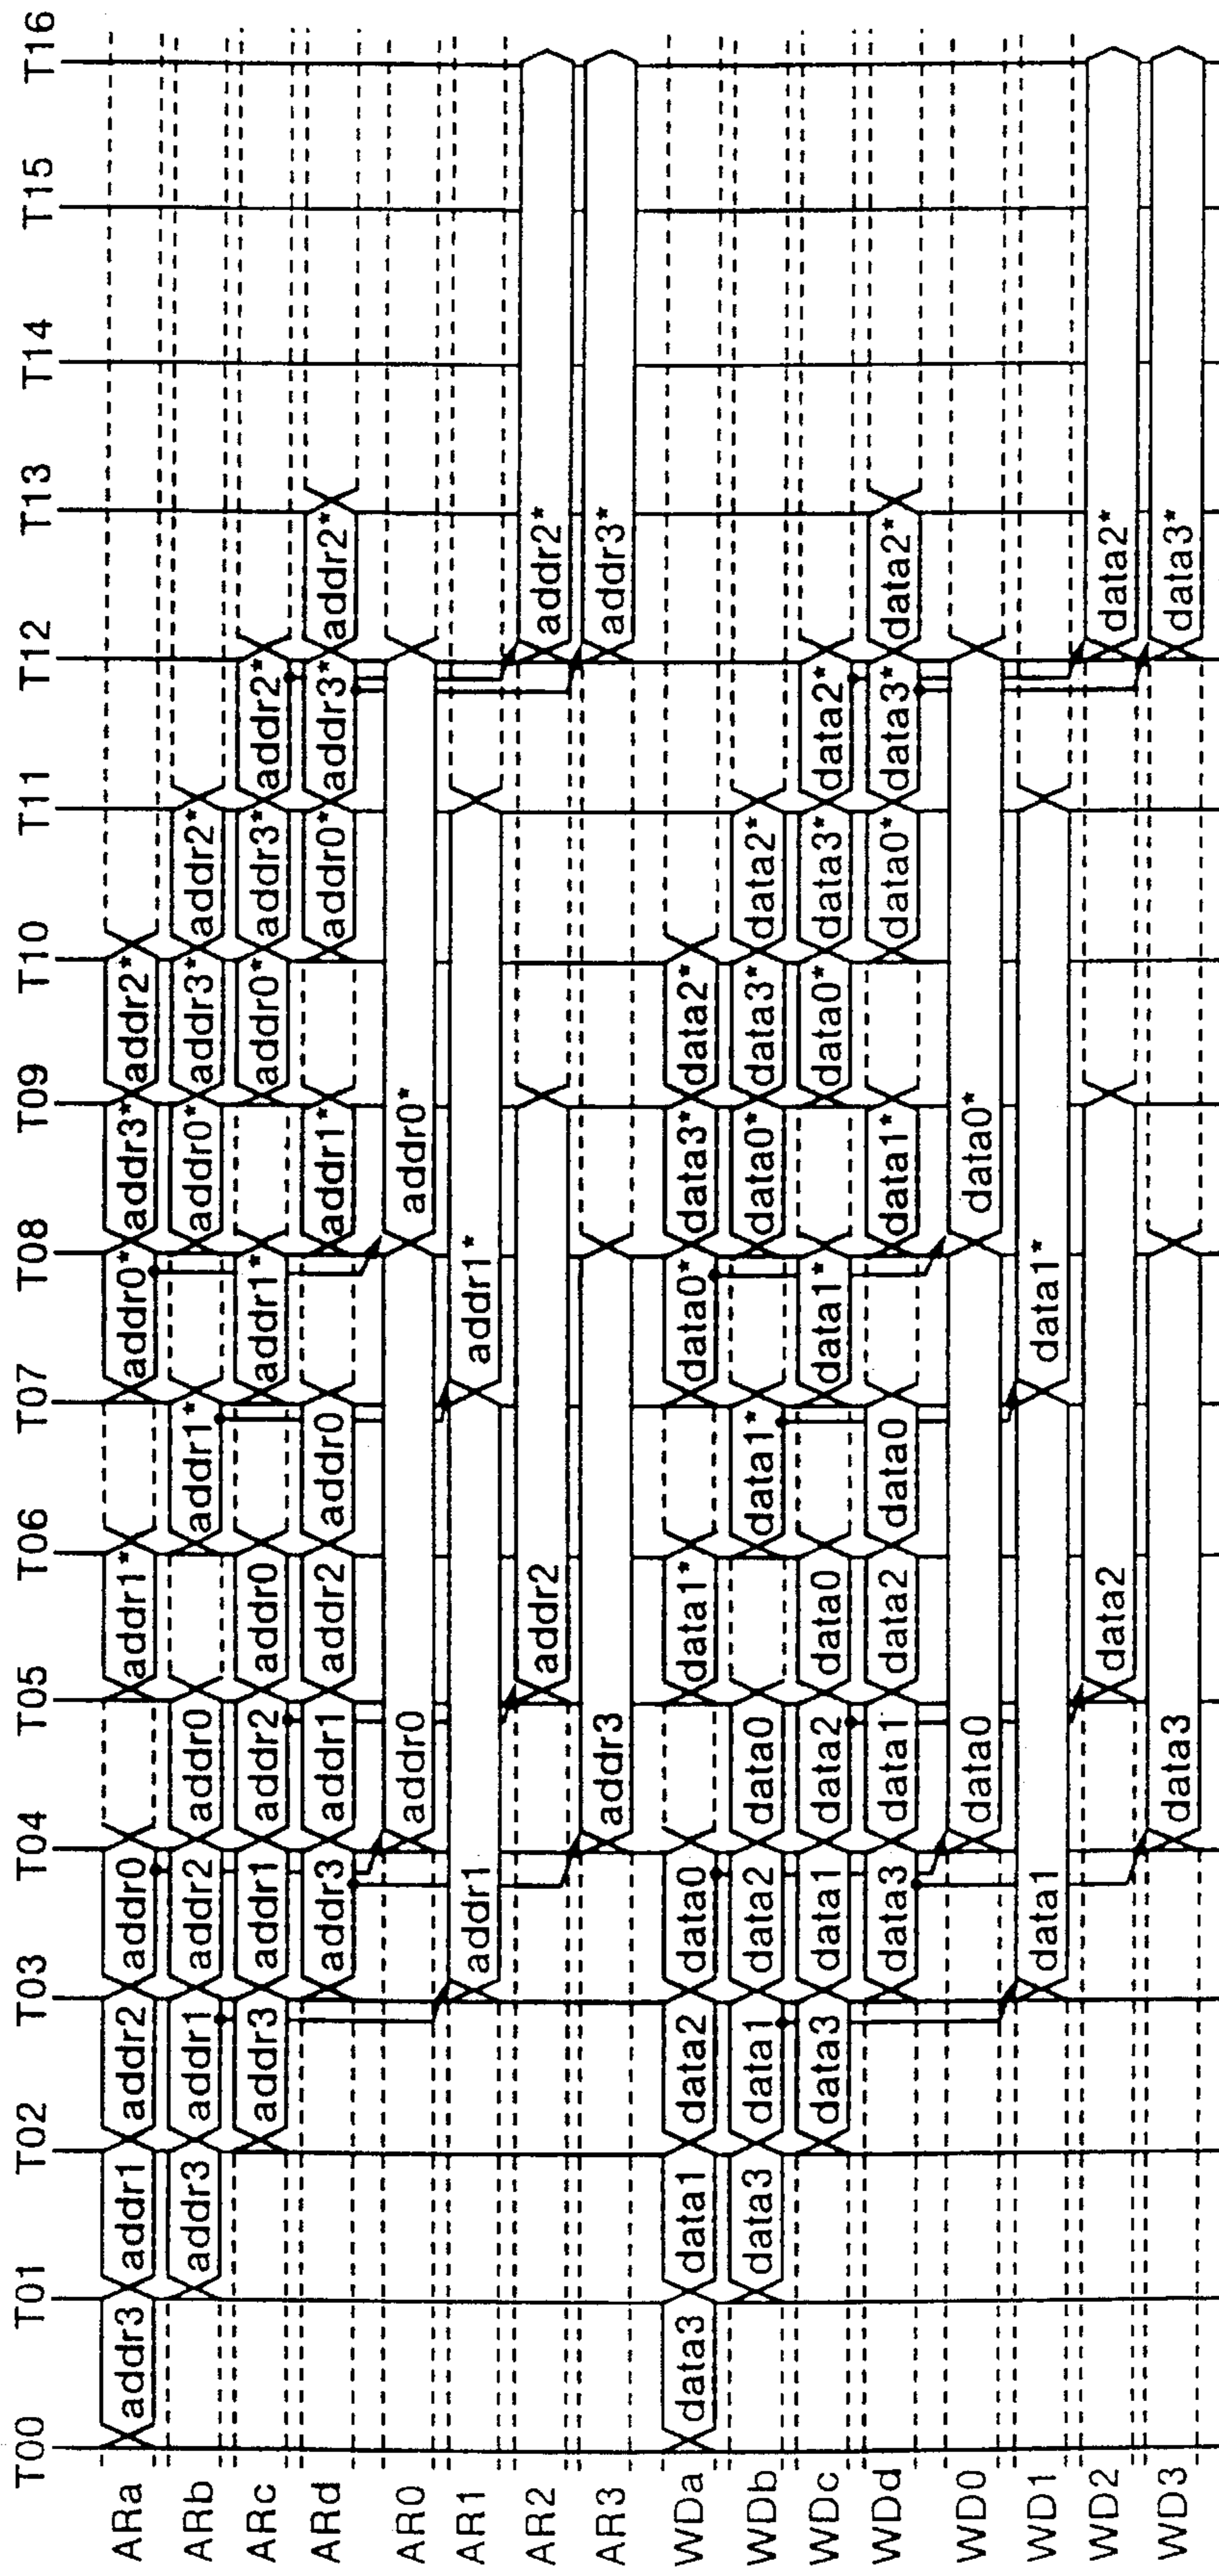 T00 T01 T02 T03 T04 T05 T06 T07 T08 T09 T10 T11 T12 T13 T14 T15 T16
ARa addr3 addr1 addr2 addr0 addr1* addr0* addr3* addr2*
ARb addr3 addr1 addr2 addr0 addr1* addr0* addr3* addr2*
ARc addr3 addr1 addr2 addr0 addr1* addr0* addr3* addr2*
ARd addr3 addr1 addr2 addr0 addr1* addr0* addr3* addr2*
AR0 addr0 addr0*
AR1 addr1 addr1*
AR2 addr2 addr2*
AR3 addr3 addr3*
WDa data3 data1 data2 data0 data1* data0* data3* data2*
WDb data3 data1 data2 data0 data1* data0* data3* data2*
WDc data3 data1 data2 data0 data1* data0* data3* data2*
WDd data3 data1 data2 data0 data1* data0* data3* data2*
WD0 data0 data0*
WD1 data1 data1*
WD2 data2 data2*
WD3 data3 data3*